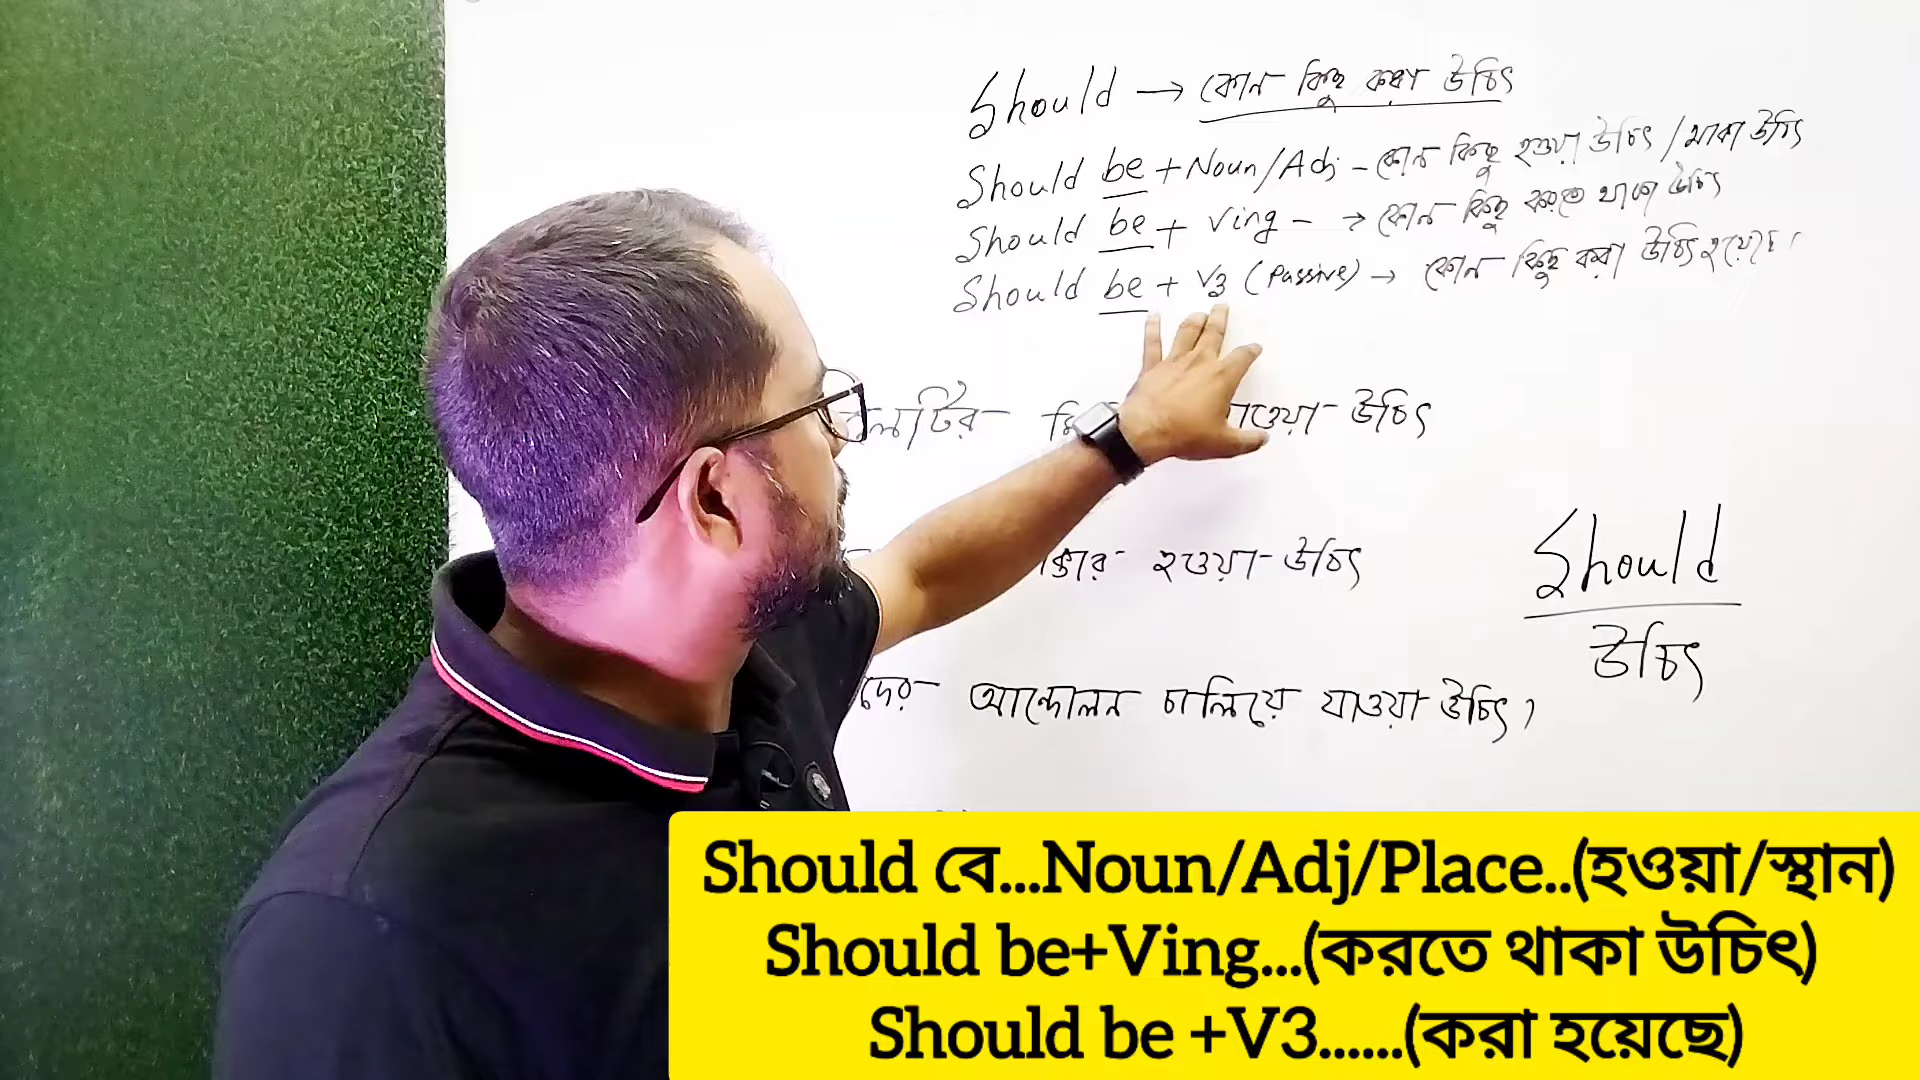 Should → কোন কিছু করা উচিৎ
Should be + Noun/Adj - কোন কিছু হওয়া উচিৎ / থাকা উচিৎ
Should be + Ving - → কোন কিছু করতে থাকা উচিৎ
Should be + V3 (Passive) → কোন কিছু করা উচিৎ হয়েছে।
উচিৎ
হওয়া উচিৎ
Should
উচিৎ
দের আন্দোলন চালিয়ে যাওয়া উচিৎ।
Should বে...Noun/Adj/Place..(হওয়া/স্থান)
Should be+Ving...(করতে থাকা উচিৎ)
Should be +V3......(করা হয়েছে)